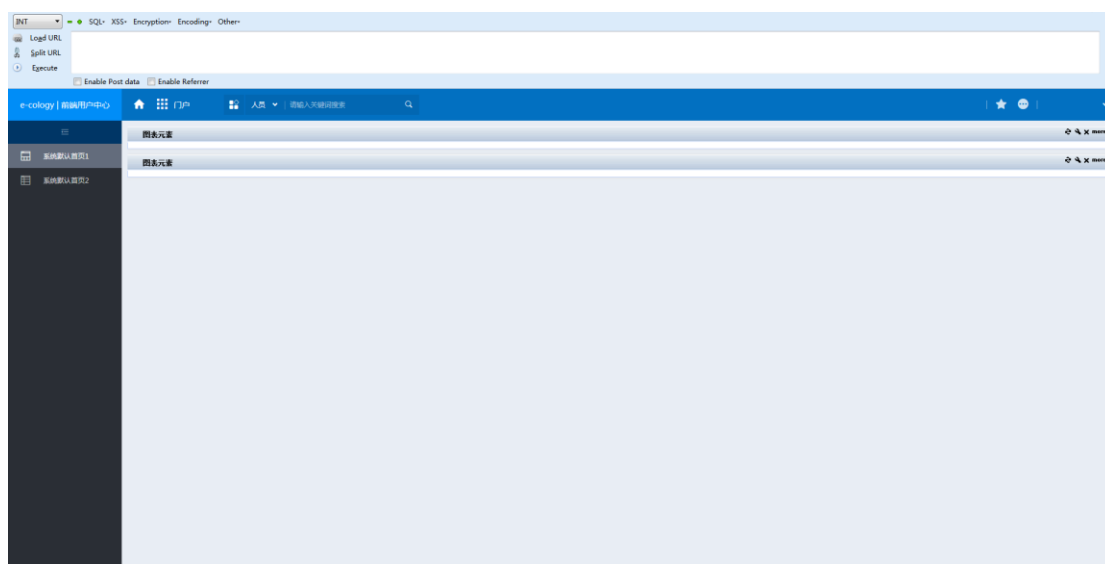 INT SQL- XSS- Encryption- Encoding- Other-
Load URL
Split URL
Execute
Enable Post data Enable Referrer
e-cology | 前端用户中心 门户 人员 | 请输入关键词搜索
图表元素 more
系统默认首页1
图表元素 more
系统默认首页2